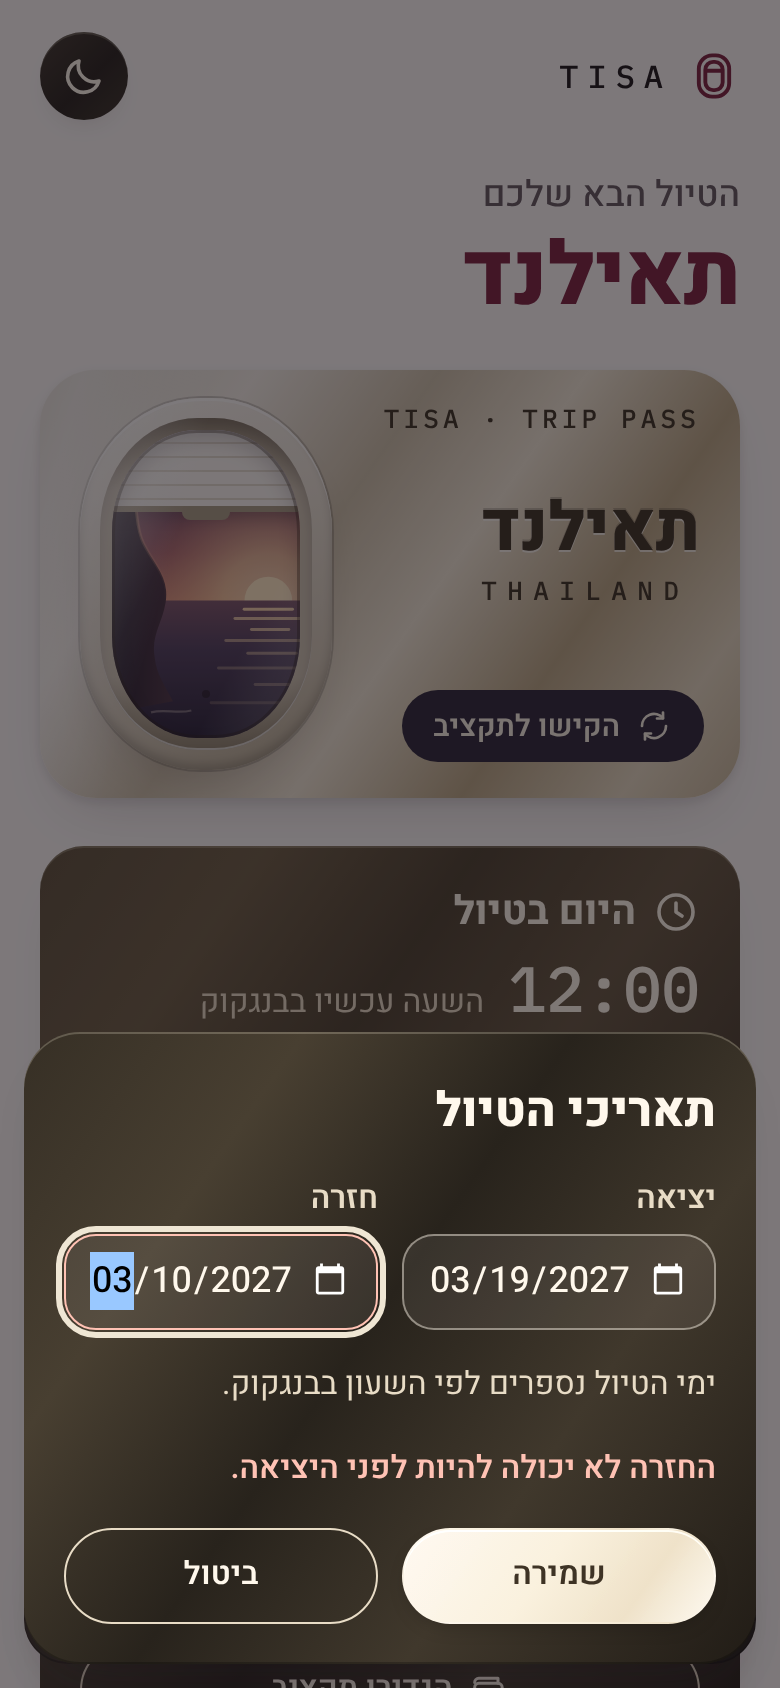 TISA
הטיול הבא שלכם
תאילנד
TISA · TRIP PASS
תאילנד
THAILAND
הקישו לתקציב
היום בטיול
12:00 השעה עכשיו בבנגקוק
תאריכי הטיול
יציאה
03/19/2027
חזרה
03/10/2027
ימי הטיול נספרים לפי השעון בבנגקוק.
החזרה לא יכולה להיות לפני היציאה.
שמירה
ביטול